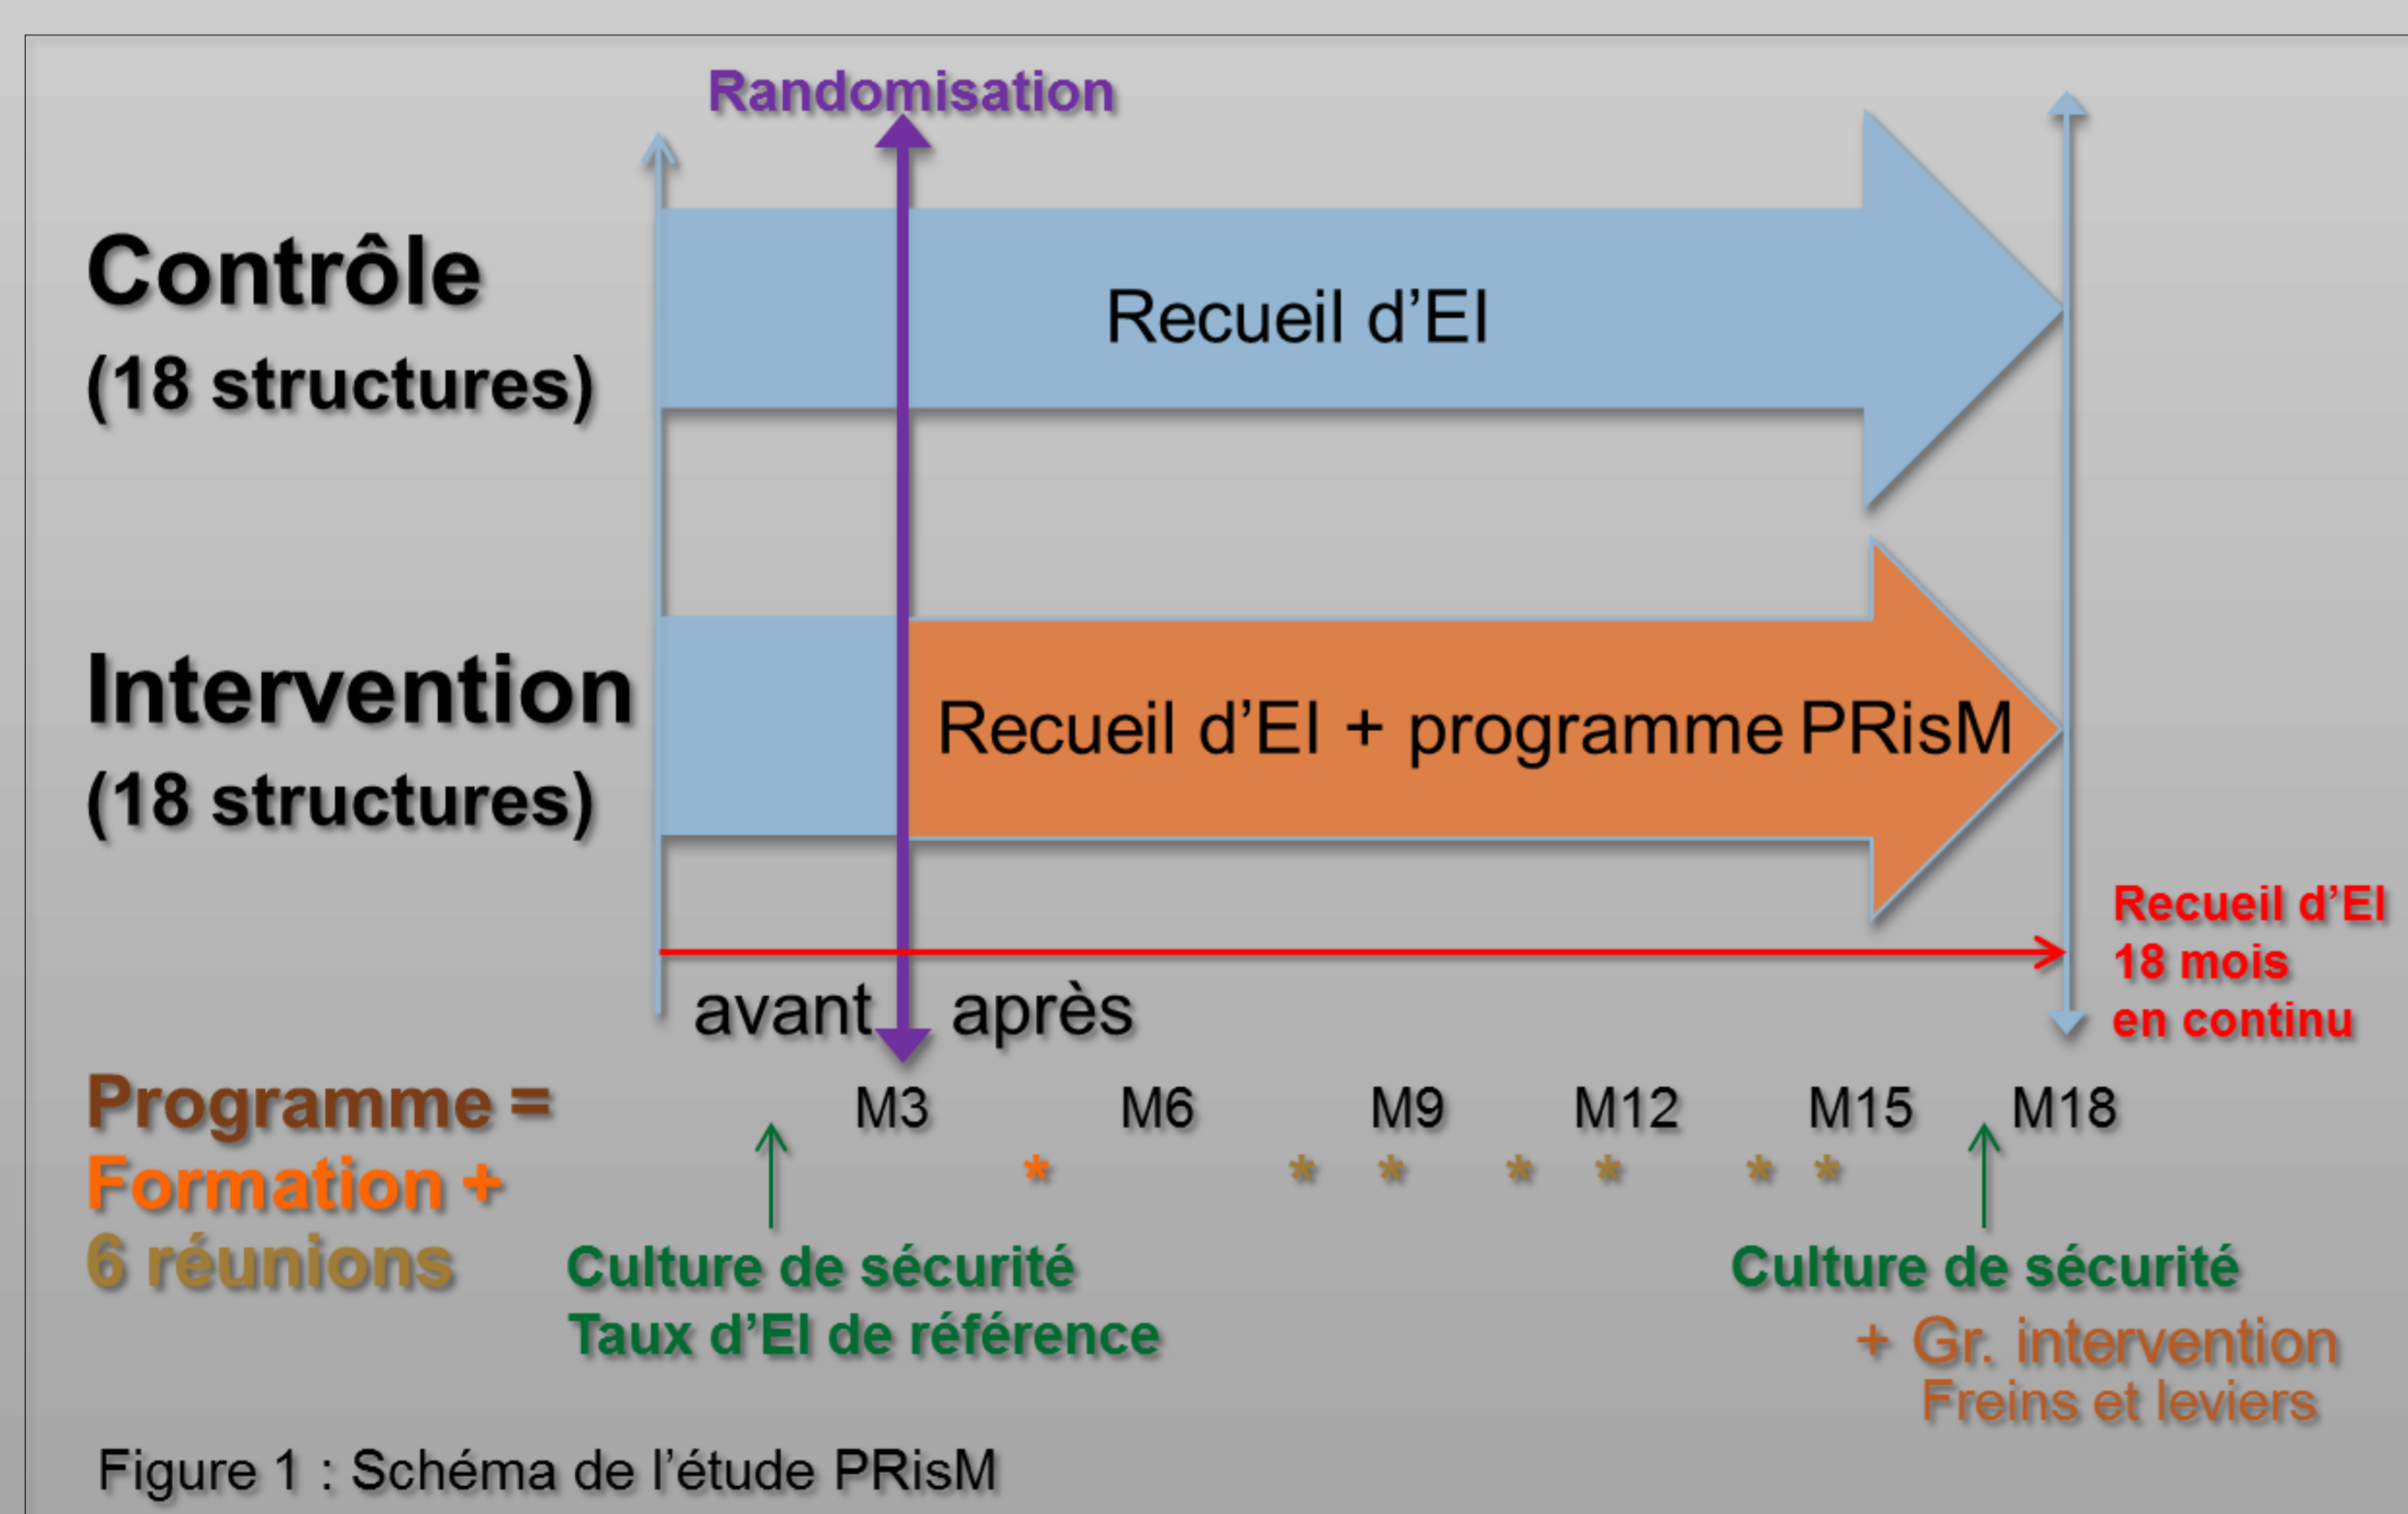 Randomisation
Contrôle
(18 structures)
Recueil d’EI
Intervention
(18 structures)
Recueil d’EI + programme PRisM
Recueil d’EI
18 mois
en continu
avant
après
Programme =
Formation +
6 réunions
M3
M6
M9
M12
M15
M18
* * * * * * *
Culture de sécurité
Taux d’EI de référence
Culture de sécurité
+ Gr. intervention
Freins et leviers
Figure 1 : Schéma de l’étude PRisM